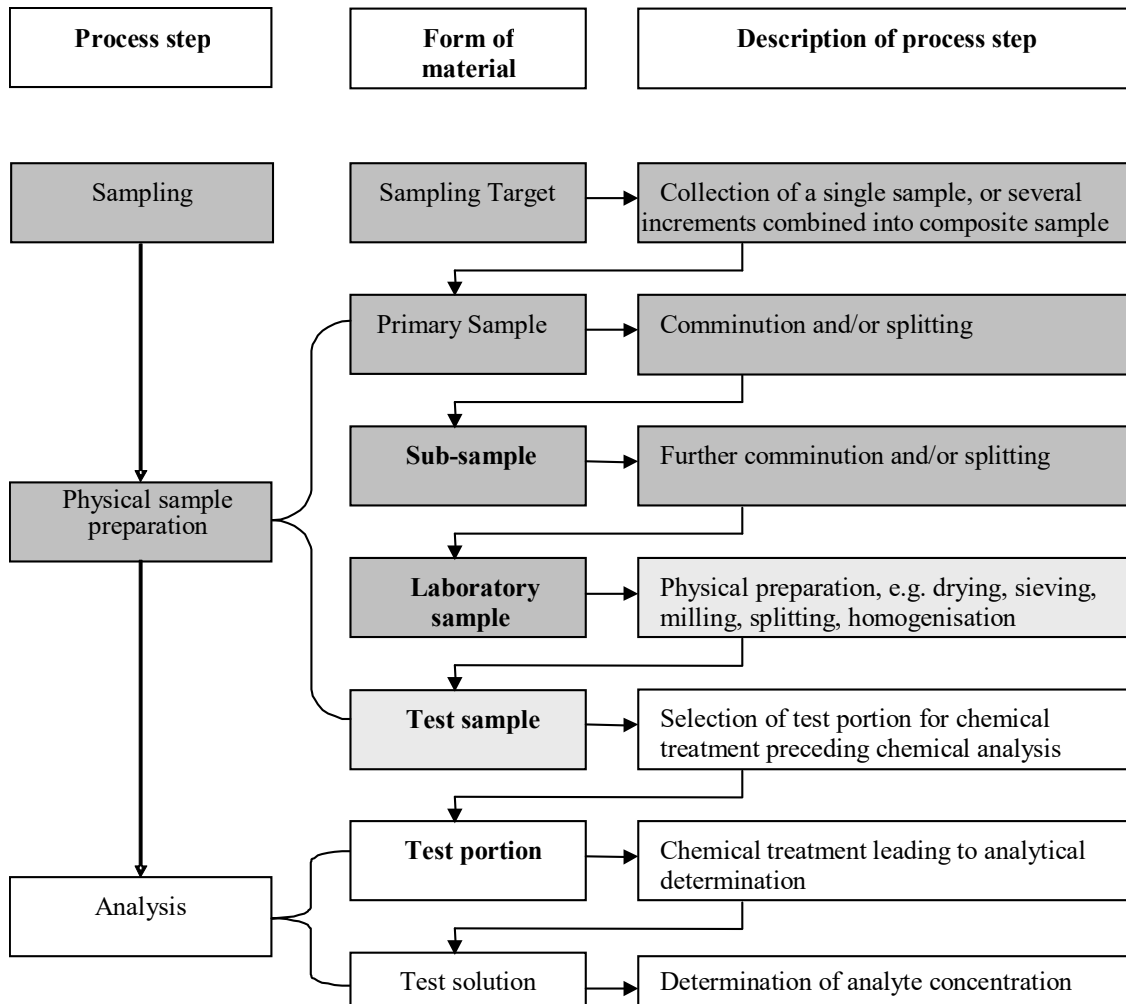 Process step
Form of
material
Description of process step
Sampling
Sampling Target
Collection of a single sample, or several
increments combined into composite sample
Primary Sample
Comminution and/or splitting
Sub-sample
Further comminution and/or splitting
Physical sample
preparation
Laboratory
sample
Physical preparation, e.g. drying, sieving,
milling, splitting, homogenisation
Test sample
Selection of test portion for chemical
treatment preceding chemical analysis
Test portion
Chemical treatment leading to analytical
determination
Analysis
Test solution
Determination of analyte concentration